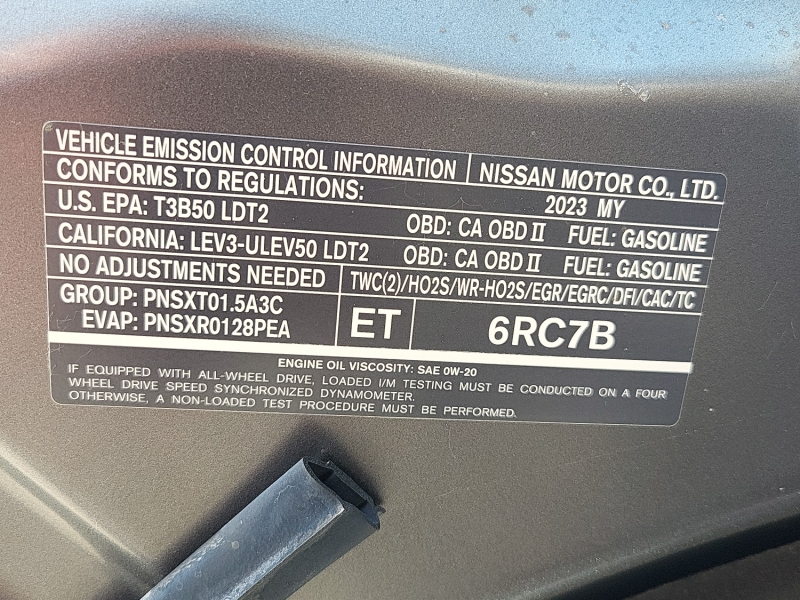 VEHICLE EMISSION CONTROL INFORMATION NISSAN MOTOR CO., LTD.
CONFORMS TO REGULATIONS: 2023 MY
U.S. EPA: T3B50 LDT2 OBD: CA OBD II FUEL: GASOLINE
CALIFORNIA: LEV3-ULEV50 LDT2 OBD: CA OBD II FUEL: GASOLINE
NO ADJUSTMENTS NEEDED TWC(2)/HO2S/WR-HO2S/EGR/EGRC/DFI/CAC/TC
GROUP: PNSXT01.5A3C
EVAP: PNSXR0128PEA ET 6RC7B
ENGINE OIL VISCOSITY: SAE 0W-20
IF EQUIPPED WITH ALL-WHEEL DRIVE, LOADED I/M TESTING MUST BE CONDUCTED ON A FOUR
WHEEL DRIVE SPEED SYNCHRONIZED DYNAMOMETER.
OTHERWISE, A NON-LOADED TEST PROCEDURE MUST BE PERFORMED.